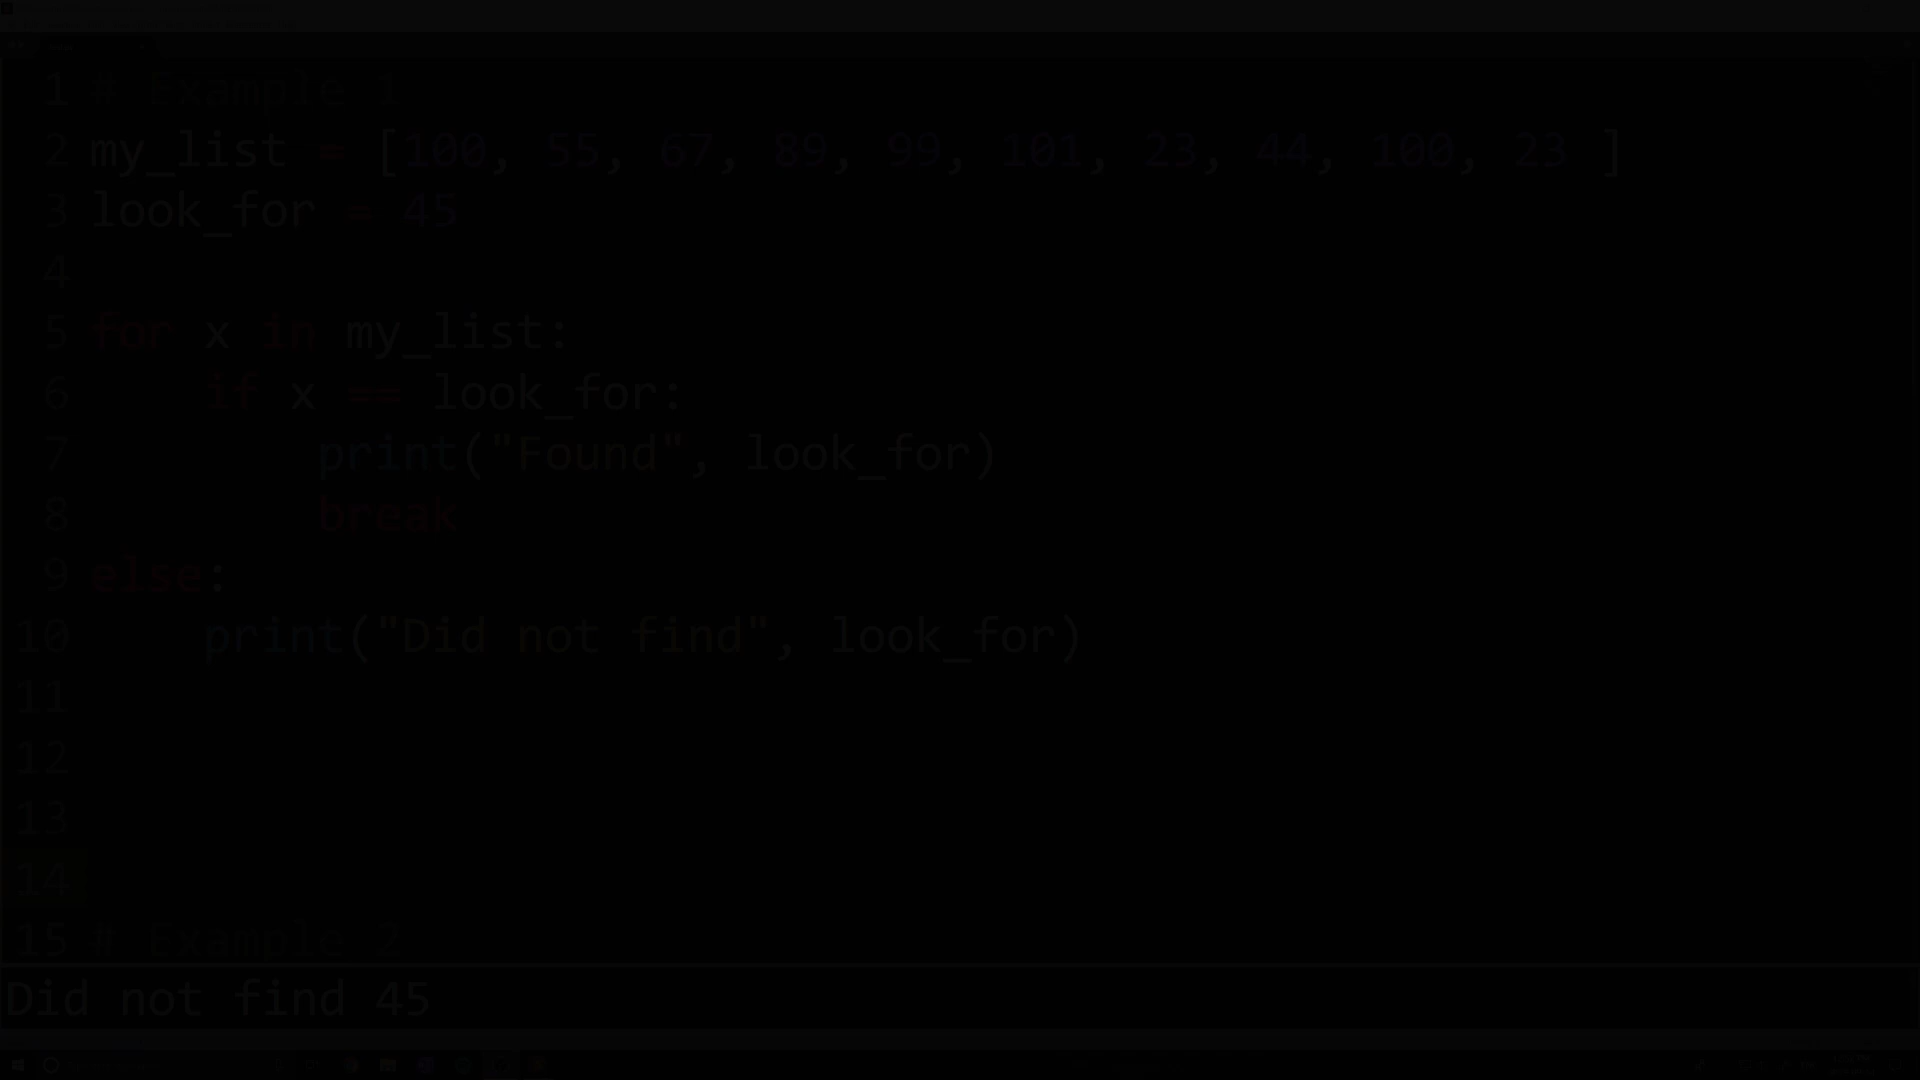 1 # Example 1
2 my_list = [100, 55, 67, 89, 99, 101, 23, 44, 100, 23 ]
3 look_for = 45
4
5 for x in my_list:
6     if x == look_for:
7         print("Found", look_for)
8         break
9 else:
10     print("Did not find", look_for)
11
12
13
14
15 # Example 2
Did not find 45